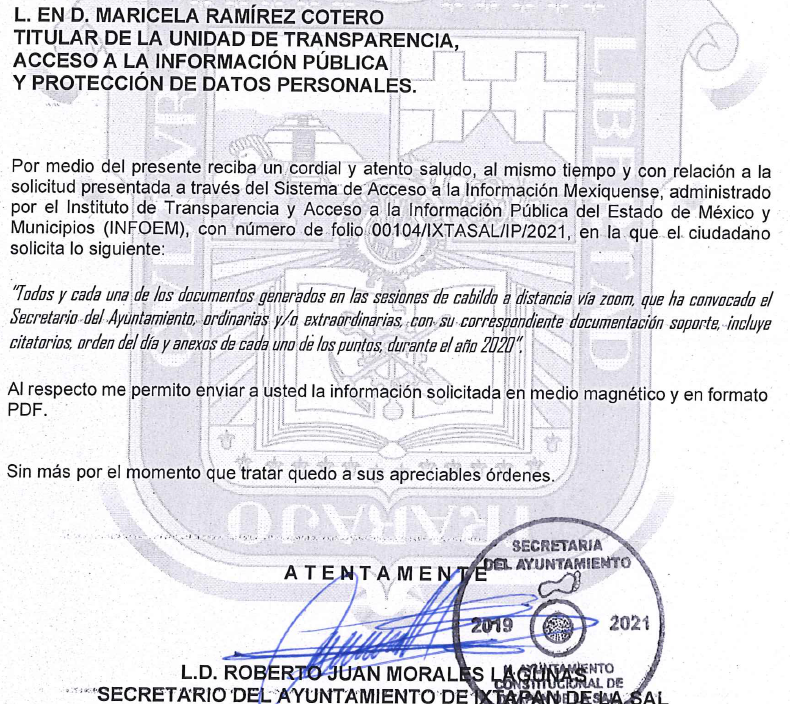 L. EN D. MARICELA RAMÍREZ COTERO
TITULAR DE LA UNIDAD DE TRANSPARENCIA,
ACCESO A LA INFORMACIÓN PÚBLICA
Y PROTECCIÓN DE DATOS PERSONALES.
Por medio del presente reciba un cordial y atento saludo, al mismo tiempo y con relación a la
solicitud presentada a través del Sistema de Acceso a la Información Mexiquense, administrado
por el Instituto de Transparencia y Acceso a la Información Pública del Estado de México y
Municipios (INFOEM), con número de folio 00104/IXTASAL/IP/2021, en la que el ciudadano
solicita lo siguiente:
"Todos y cada una de los documentos generados en las sesiones de cabildo a distancia vía zoom, que ha convocado el
Secretario del Ayuntamiento, ordinarias y/o extraordinarias, con su correspondiente documentación soporte, incluye
citatorios, orden del día y anexos de cada uno de los puntos, durante el año 2020".
Al respecto me permito enviar a usted la información solicitada en medio magnético y en formato
PDF.
Sin más por el momento que tratar quedo a sus apreciables órdenes.
A T E N T A M E N T E
SECRETARIA
DEL AYUNTAMIENTO
2019 2021
AYUNTAMIENTO
CONSTITUCIONAL DE
L.D. ROBERTO JUAN MORALES LAGUNAS
SECRETARIO DEL AYUNTAMIENTO DE IXTAPAN DE LA SAL
LIBERTAD